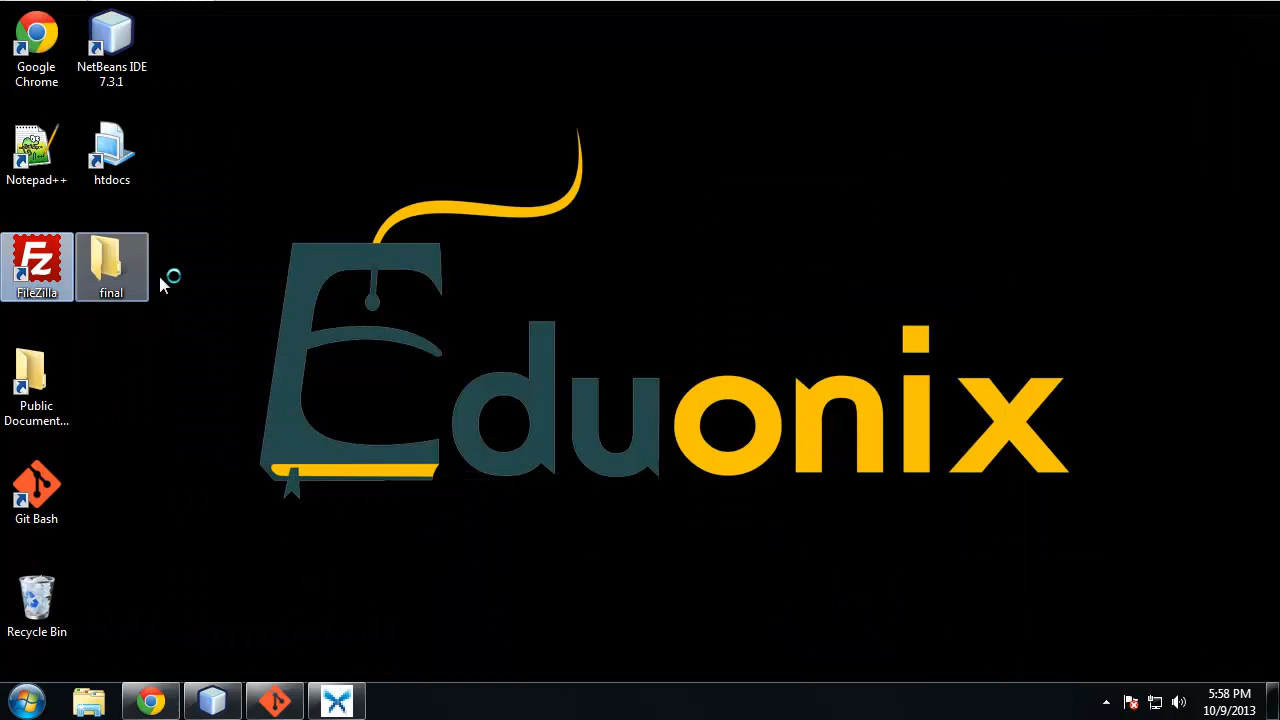 Google
Chrome
NetBeans IDE
7.3.1
Notepad++
htdocs
Fz
FileZilla
final
Public
Document...
Git Bash
Recycle Bin
Eduonix
5:58 PM
10/9/2013